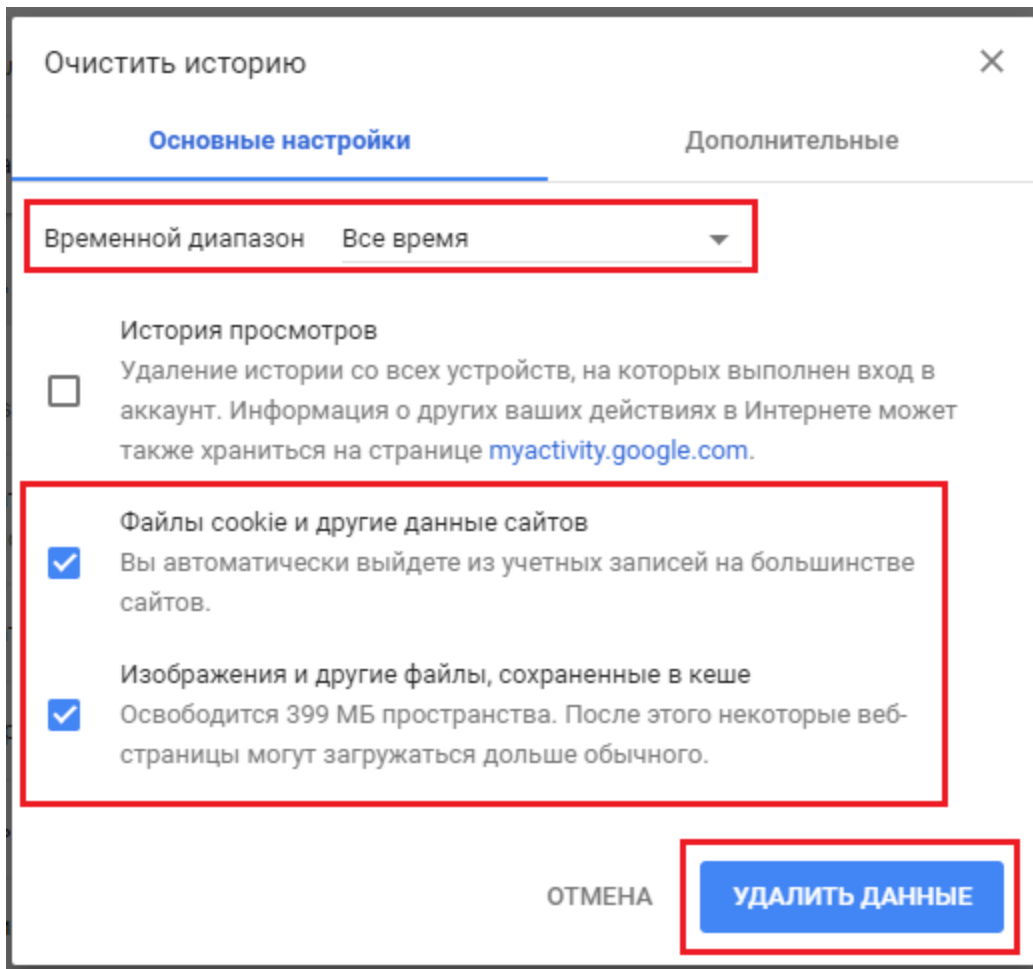 Очистить историю
Основные настройки
Дополнительные
Временной диапазон Все время
История просмотров
Удаление истории со всех устройств, на которых выполнен вход в
аккаунт. Информация о других ваших действиях в Интернете может
также храниться на странице myactivity.google.com.
Файлы cookie и другие данные сайтов
Вы автоматически выйдете из учетных записей на большинстве
сайтов.
Изображения и другие файлы, сохраненные в кеше
Освободится 399 МБ пространства. После этого некоторые веб-
страницы могут загружаться дольше обычного.
ОТМЕНА
УДАЛИТЬ ДАННЫЕ